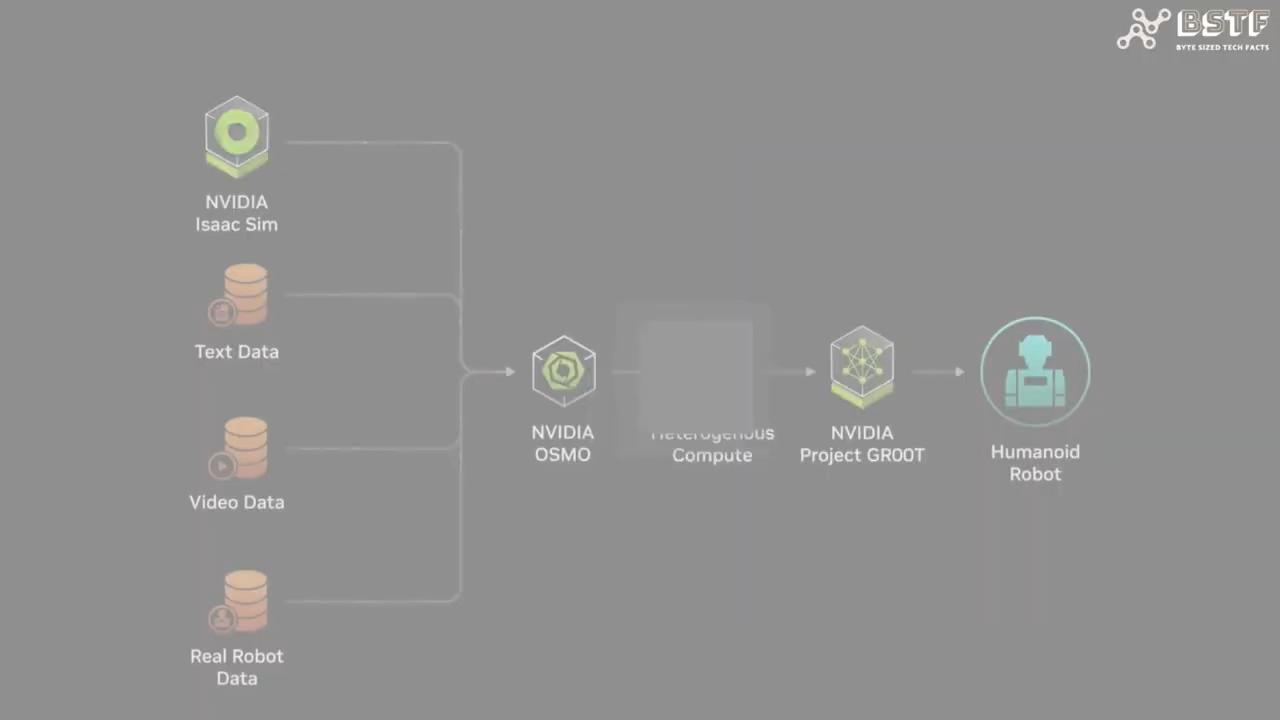 BSTF
BYTE SIZED TECH FACTS
NVIDIA
Isaac Sim
Text Data
Video Data
Real Robot
Data
NVIDIA
OSMO
Heterogenous
Compute
NVIDIA
Project GR00T
Humanoid
Robot